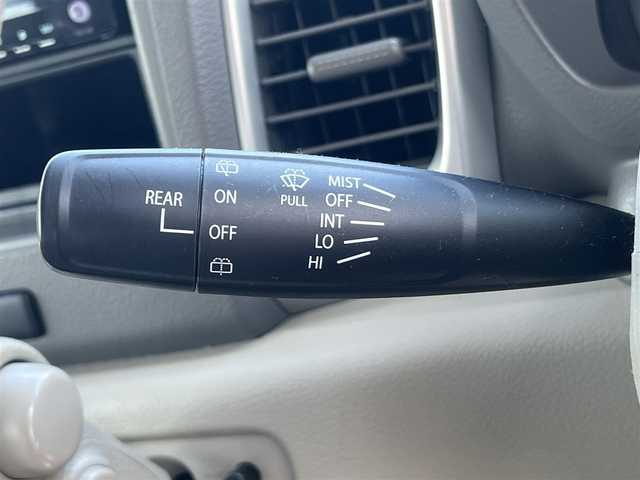 REAR
ON
OFF
PULL
MIST
OFF
INT
LO
HI